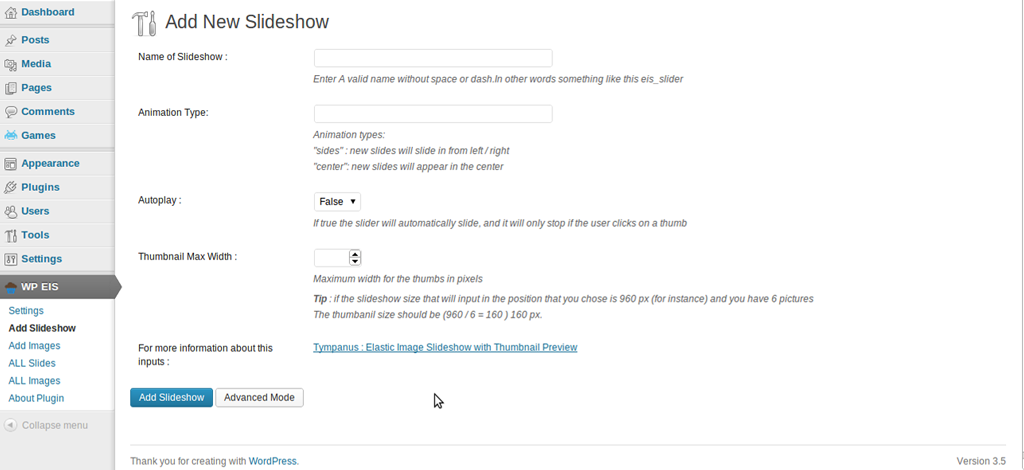 Dashboard
Posts
Media
Pages
Comments
Games
Appearance
Plugins
Users
Tools
Settings
WP EIS
Settings
Add Slideshow
Add Images
ALL Slides
ALL Images
About Plugin
Collapse menu
Add New Slideshow
Name of Slideshow :
Enter A valid name without space or dash.In other words something like this eis_slider
Animation Type:
Animation types:
"sides" : new slides will slide in from left / right
"center": new slides will appear in the center
Autoplay :
False
If true the slider will automatically slide, and it will only stop if the user clicks on a thumb
Thumbnail Max Width :
Maximum width for the thumbs in pixels
Tip : if the slideshow size that will input in the position that you chose is 960 px (for instance) and you have 6 pictures
The thumbanil size should be (960 / 6 = 160 ) 160 px.
For more information about this
inputs :
Tympanus : Elastic Image Slideshow with Thumbnail Preview
Add Slideshow
Advanced Mode
Thank you for creating with WordPress.
Version 3.5